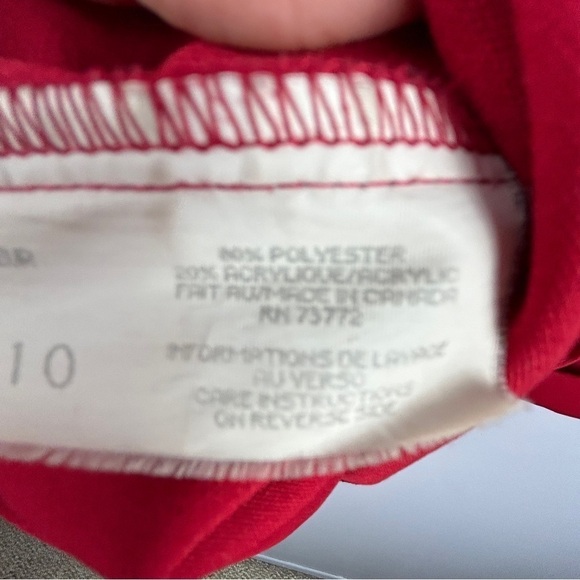 80% POLYESTER
20% ACRYLIQUE/ACRYLIC
FAIT AU/MADE IN CANADA
RN 73772
10
INFORMATIONS DE LAVAGE
AU VERSO
CARE INSTRUCTIONS
ON REVERSE SIDE